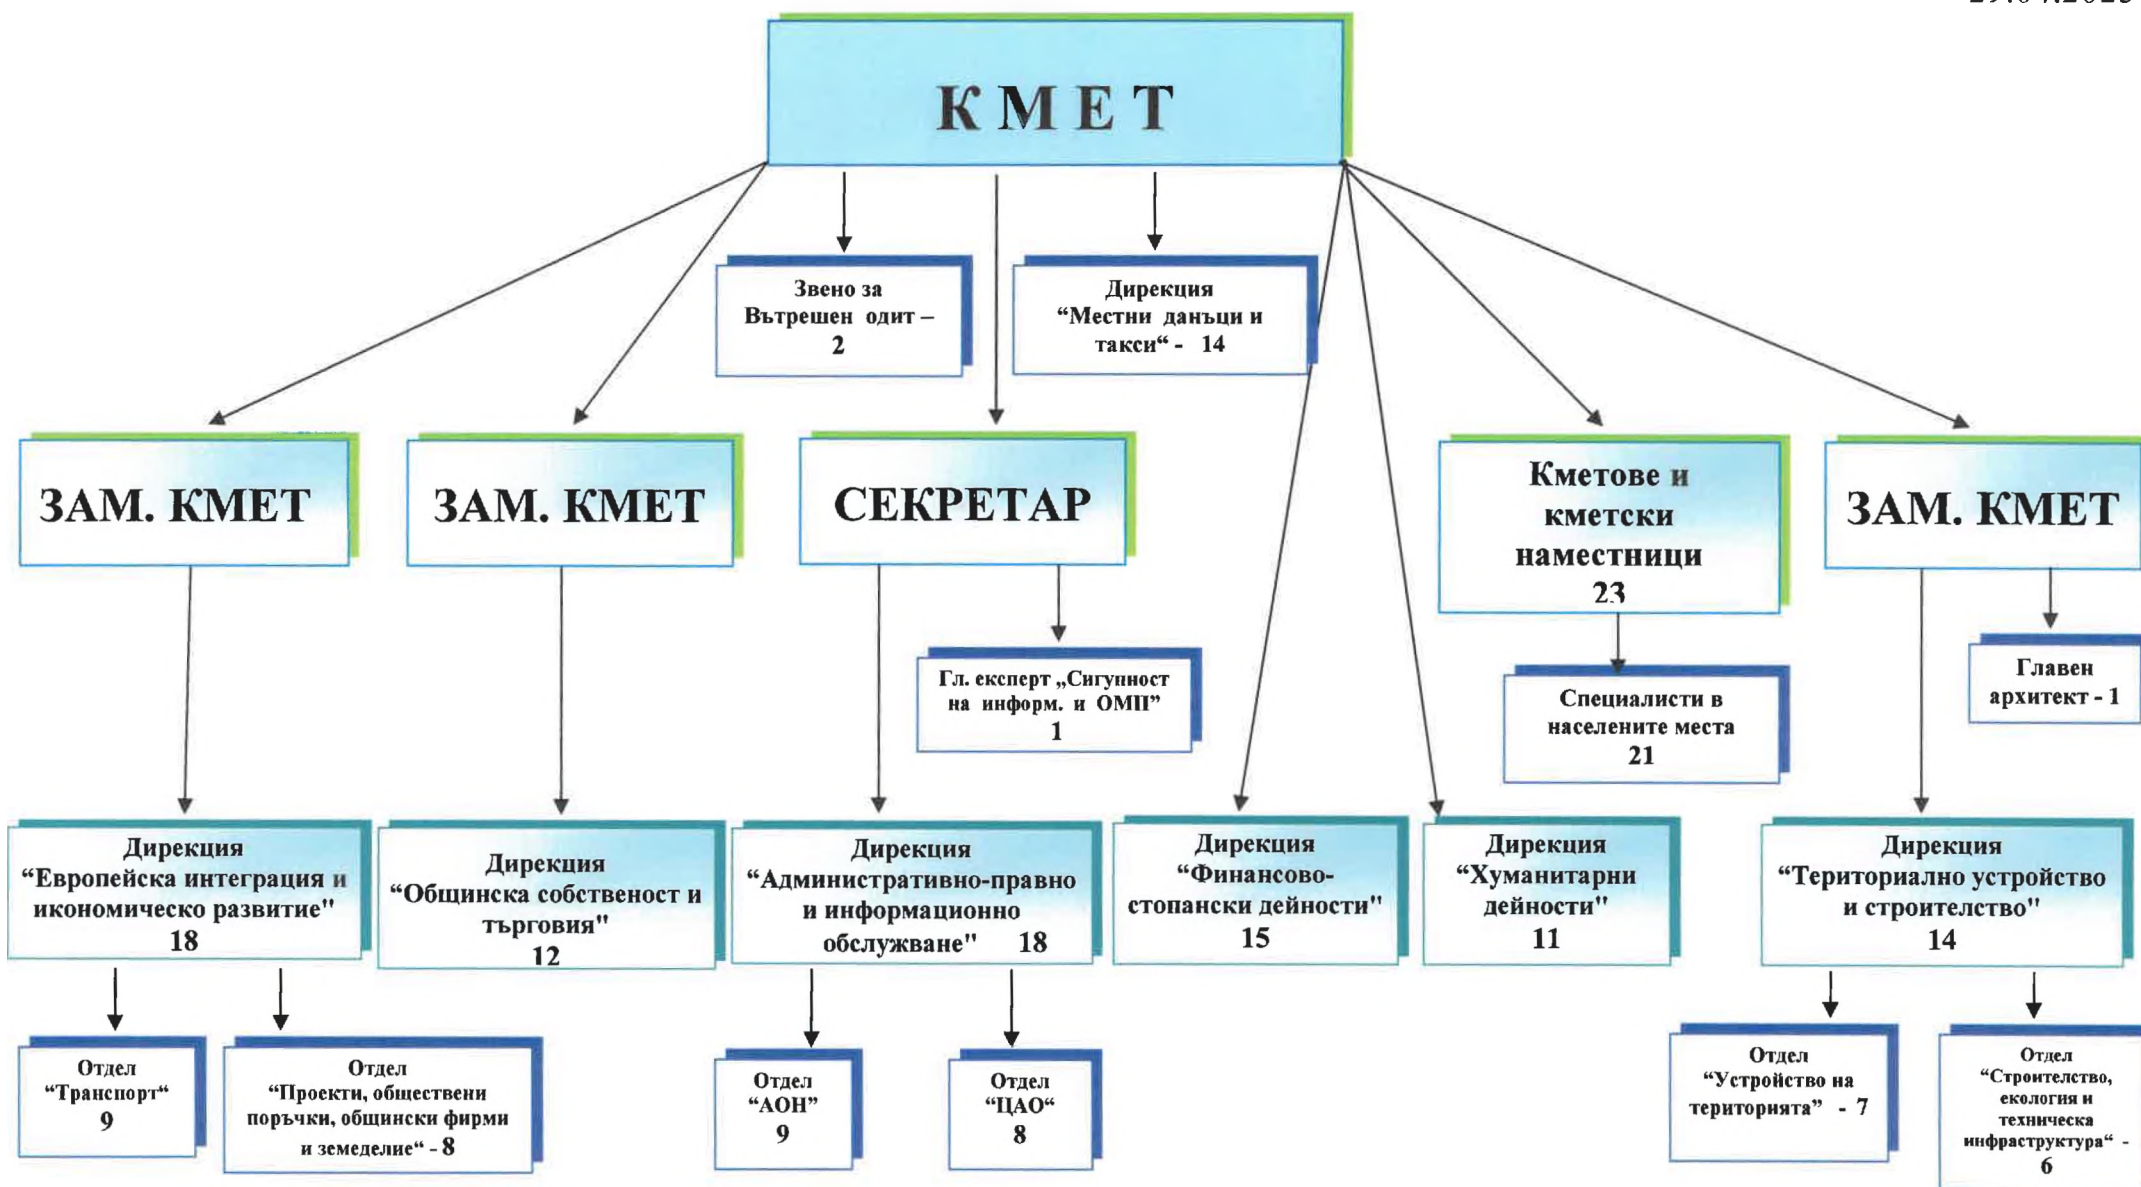 К М Е Т
Звено за
Вътрешен одит –
2
Дирекция
“Местни данъци и
такси“ - 14
ЗАМ. КМЕТ
ЗАМ. КМЕТ
СЕКРЕТАР
Кметове и
кметски
наместници
23
ЗАМ. КМЕТ
Гл. експерт „Сигунност
на информ. и ОМП”
1
Специалисти в
населените места
21
Главен
архитект - 1
Дирекция
“Европейска интеграция и
икономическо развитие"
18
Дирекция
“Общинска собственост и
търговия"
12
Дирекция
“Административно-правно
и информационно
обслужване" 18
Дирекция
“Финансово-
стопански дейности"
15
Дирекция
“Хуманитарни
дейности"
11
Дирекция
“Териториално устройство
и строителство"
14
Отдел
“Транспорт“
9
Отдел
“Проекти, обществени
поръчки, общински фирми
и земеделие“ - 8
Отдел
“АОН”
9
Отдел
“ЦАО“
8
Отдел
“Устройство на
територията” - 7
Отдел
“Строителство,
екология и
техническа
инфраструктура“ -
6